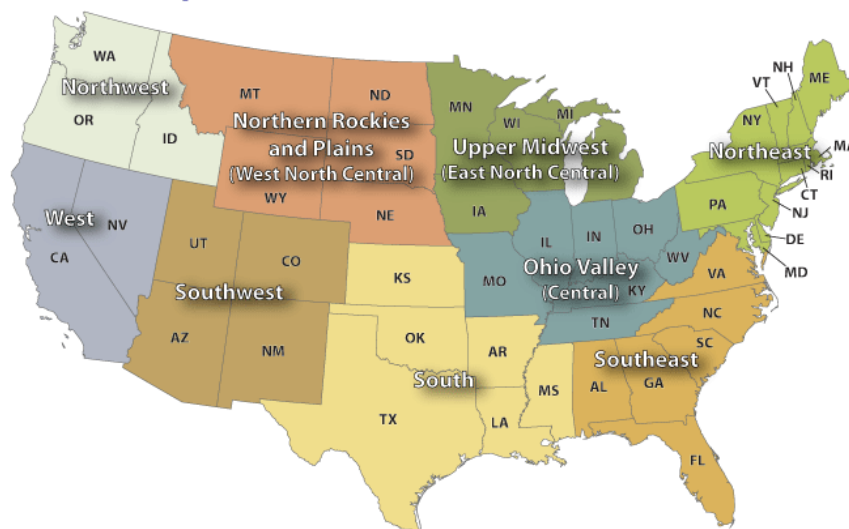 WA
Northwest
OR
ID
MT
ND
Northern Rockies
and Plains
(West North Central)
SD
WY
NE
MN
WI
MI
Upper Midwest
(East North Central)
IA
VT
NH
ME
NY
MA
Northeast
RI
CT
PA
NJ
DE
MD
West
NV
CA
UT
CO
Southwest
AZ
NM
KS
OK
AR
South
TX
LA
MS
IL
IN
OH
WV
MO
Ohio Valley
(Central)
KY
TN
VA
NC
SC
Southeast
AL
GA
FL